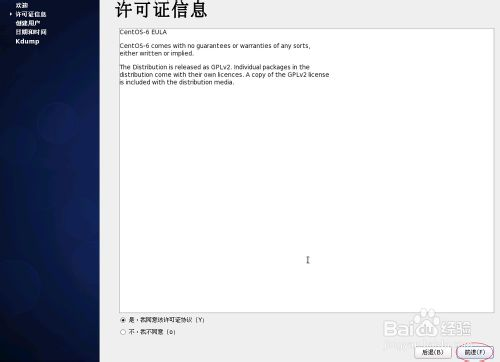 欢迎
许可证信息
创建用户
日期和时间
Kdump
许可证信息
CentOS-6 EULA
CentOS-6 comes with no guarantees or warranties of any sorts,
either written or implied.
The Distribution is released as GPLv2. Individual packages in the
distribution come with their own licences. A copy of the GPLv2 license
is included with the distribution media.
是，我同意该许可证协议（Y）
不，我不同意（o）
Baidu 经验
后退(B)
前进(F)